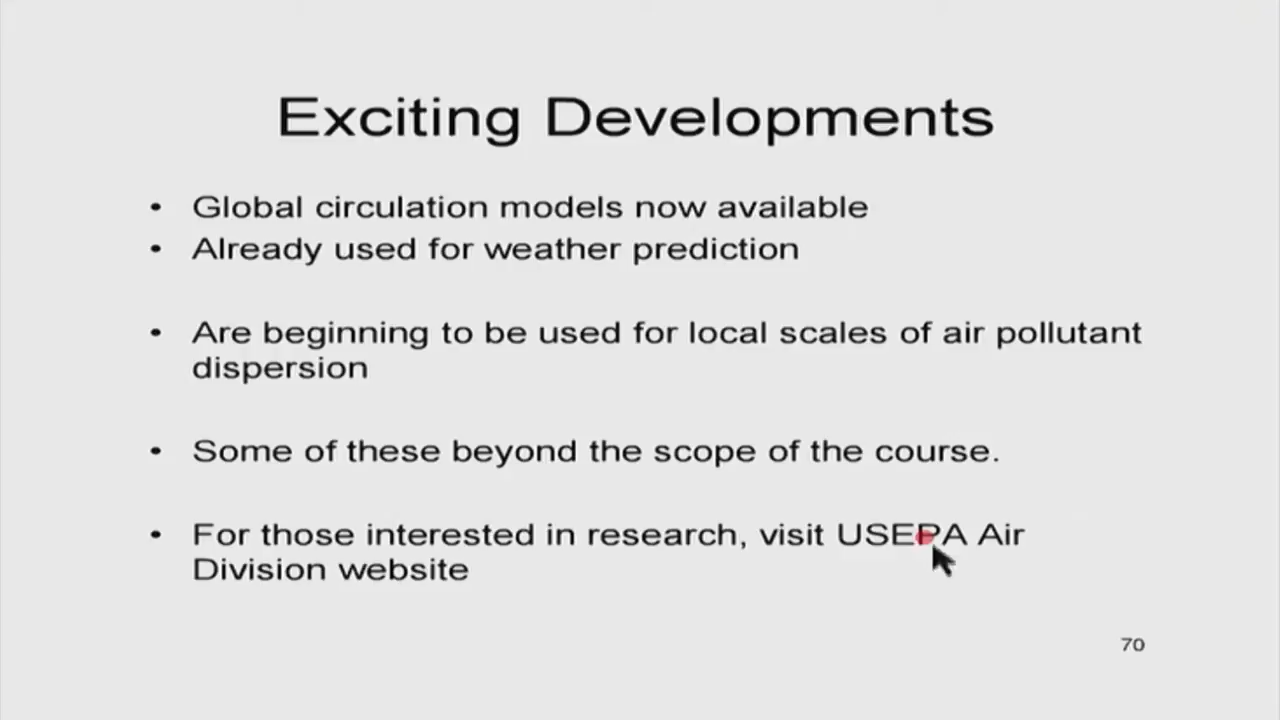 Exciting Developments
• Global circulation models now available
• Already used for weather prediction
• Are beginning to be used for local scales of air pollutant
dispersion
• Some of these beyond the scope of the course.
• For those interested in research, visit USEPA Air
Division website
70